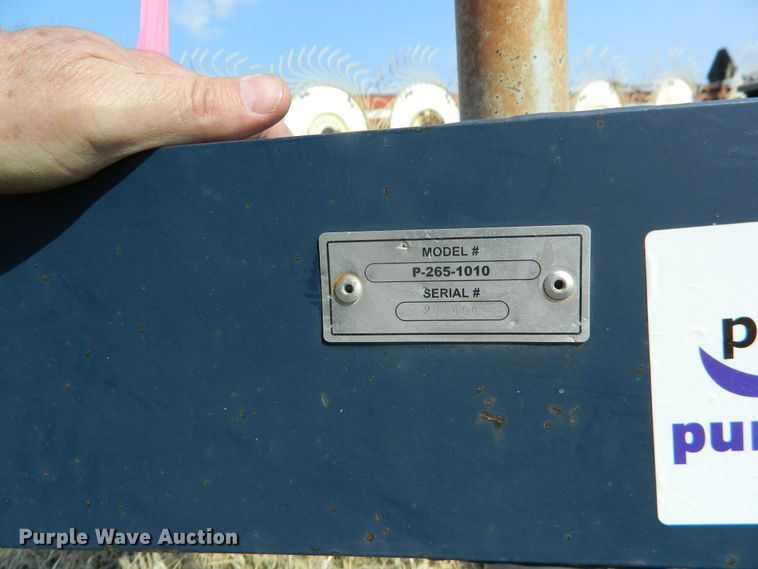 MODEL #
P-265-1010
SERIAL #
pur
Purple Wave Auction